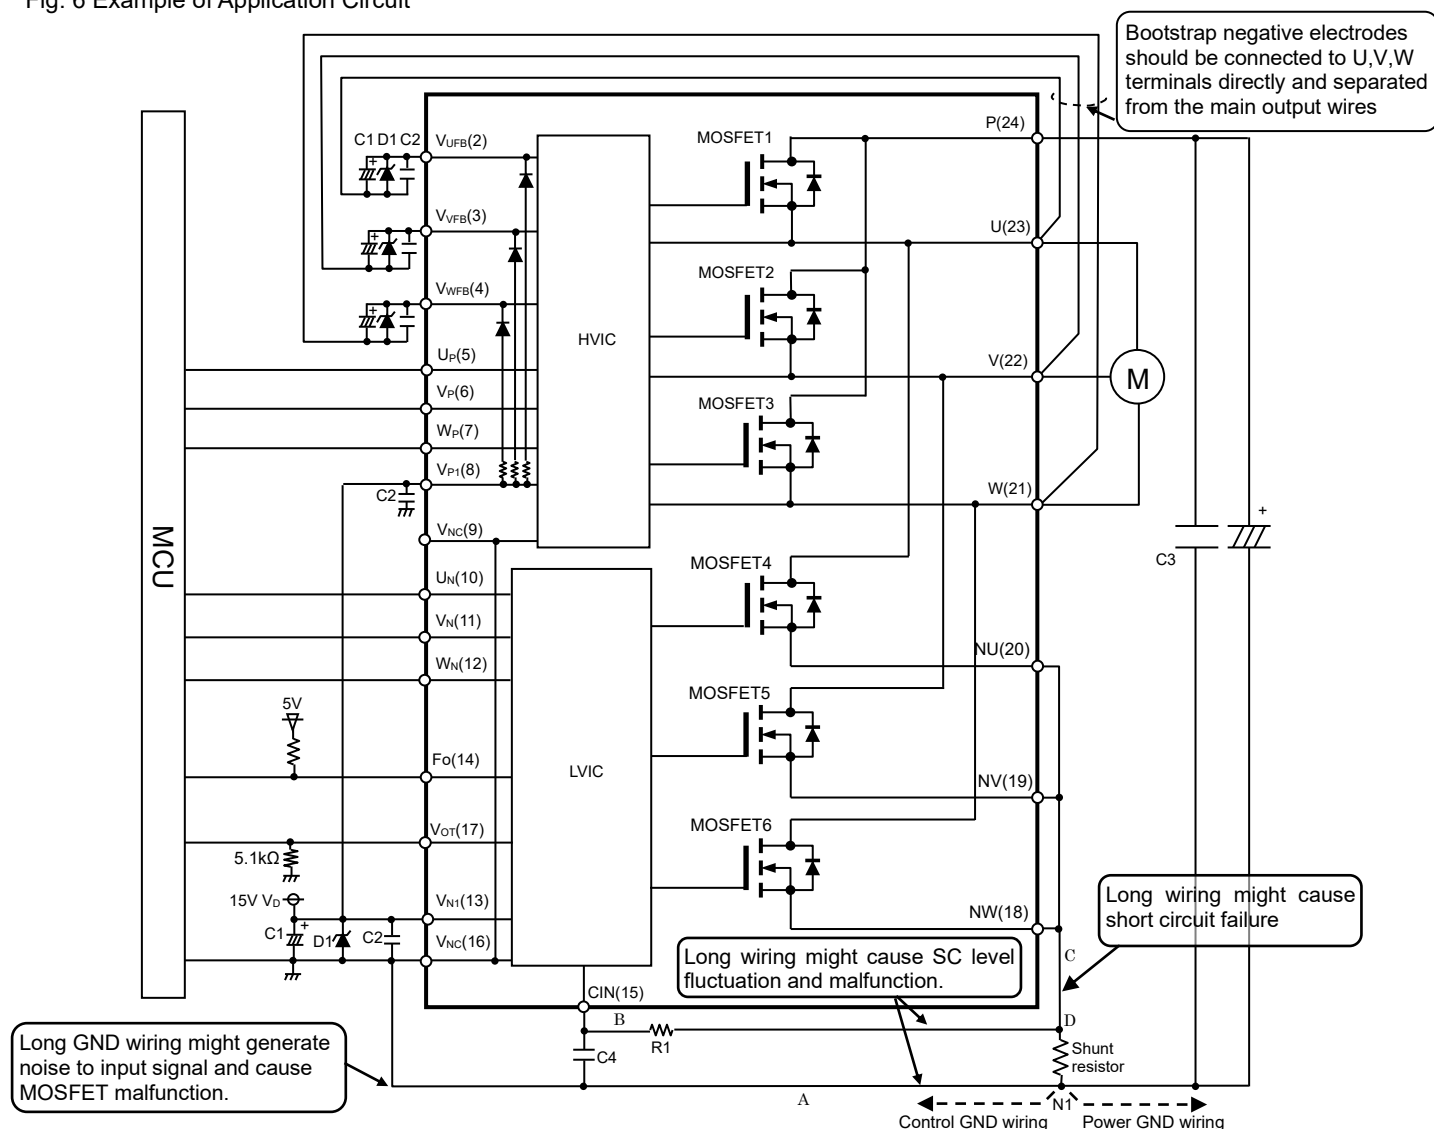 Fig. 6 Example of Application Circuit
Bootstrap negative electrodes
should be connected to U,V,W
terminals directly and separated
from the main output wires
C1 D1 C2
VUFB(2)
MOSFET1
P(24)
VVFB(3)
U(23)
MOSFET2
VWFB(4)
HVIC
UP(5)
V(22)
M
VP(6)
MOSFET3
WP(7)
VP1(8)
C2
W(21)
+
+
+
+
VNC(9)
C3
MCU
MOSFET4
UN(10)
VN(11)
NU(20)
WN(12)
MOSFET5
5V
Fo(14)
LVIC
NV(19)
VOT(17)
MOSFET6
5.1kΩ
15V VD
VN1(13)
Long wiring might cause
short circuit failure
NW(18)
C1
+
D1
C2
VNC(16)
Long wiring might cause SC level
fluctuation and malfunction.
C
CIN(15)
B
D
R1
Long GND wiring might generate
noise to input signal and cause
MOSFET malfunction.
C4
Shunt
resistor
A
N1
Control GND wiring
Power GND wiring